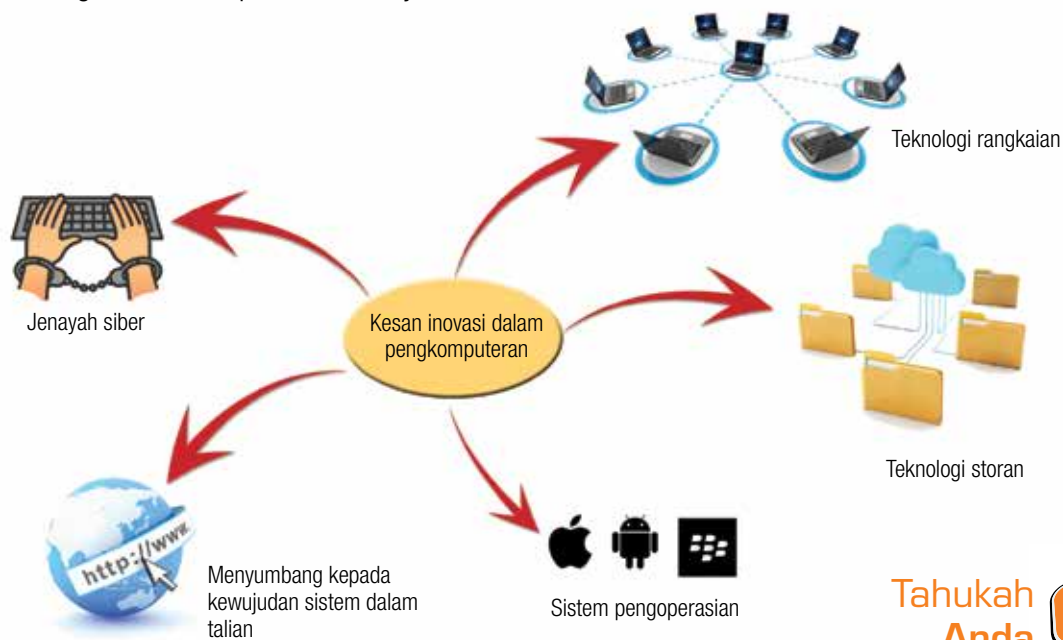 Teknologi rangkaian
Jenayah siber
Kesan inovasi dalam
pengkomputeran
Teknologi storan
http://www
Menyumbang kepada
kewujudan sistem dalam
talian
Sistem pengoperasian
Tahukah
Anda